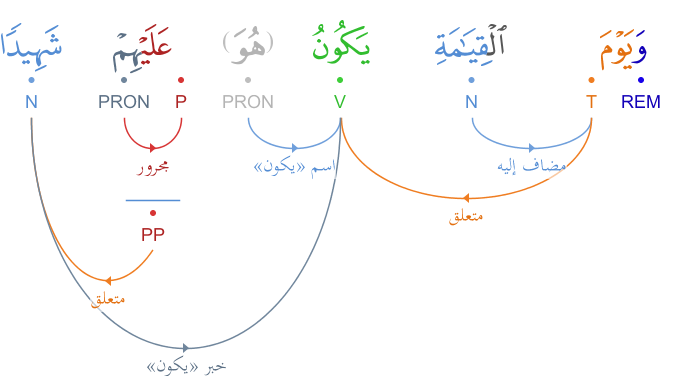 وَيَوْمَ ٱلْقِيَـٰمَةِ يَكُونُ (هُوَ) عَلَيْهِمْ شَهِيدًا
REM T N V PRON P PRON N
مضاف إليه اسم «يكون» مجرور
متعلق
PP
متعلق
خبر «يكون»